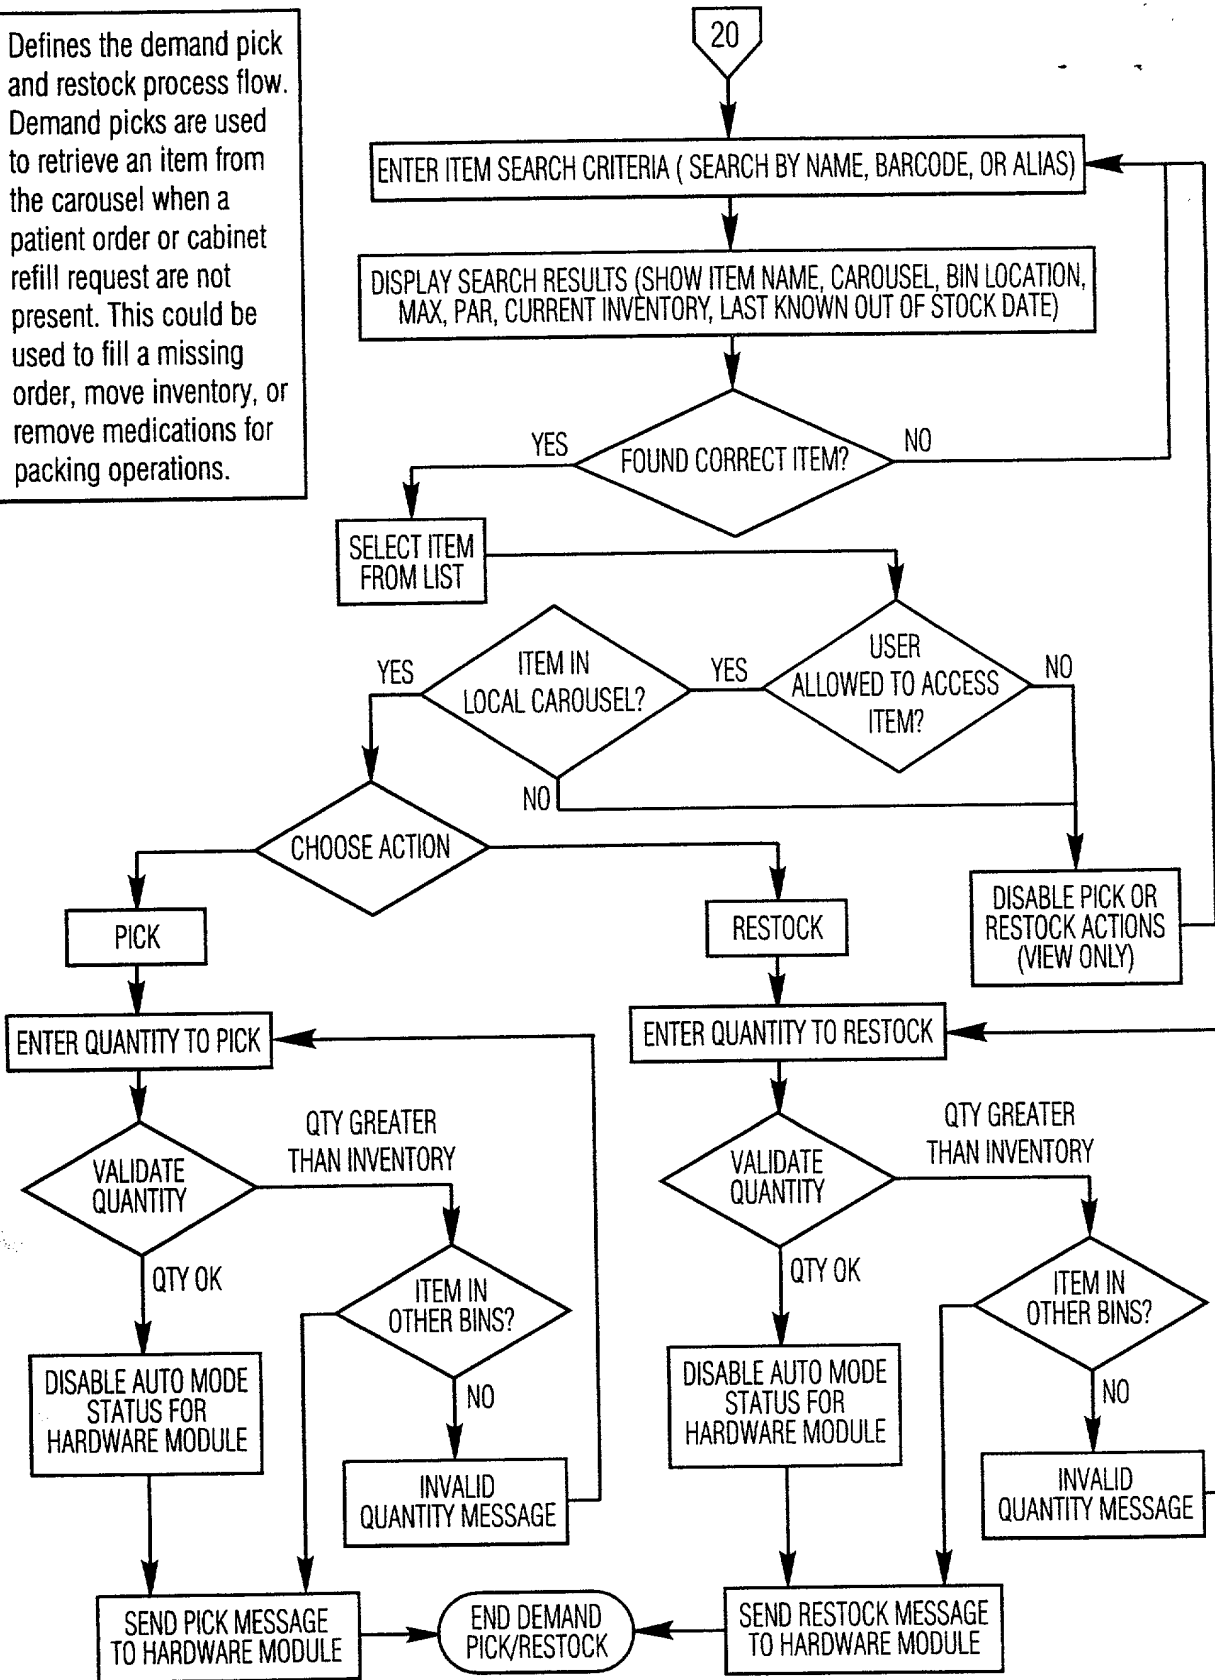 Defines the demand pick
and restock process flow.
Demand picks are used
to retrieve an item from
the carousel when a
patient order or cabinet
refill request are not
present. This could be
used to fill a missing
order, move inventory, or
remove medications for
packing operations.
20
ENTER ITEM SEARCH CRITERIA ( SEARCH BY NAME, BARCODE, OR ALIAS)
DISPLAY SEARCH RESULTS (SHOW ITEM NAME, CAROUSEL, BIN LOCATION,
MAX, PAR, CURRENT INVENTORY, LAST KNOWN OUT OF STOCK DATE)
FOUND CORRECT ITEM?
YES
NO
SELECT ITEM
FROM LIST
USER
ALLOWED TO ACCESS
ITEM?
YES
NO
ITEM IN
LOCAL CAROUSEL?
YES
NO
CHOOSE ACTION
DISABLE PICK OR
RESTOCK ACTIONS
(VIEW ONLY)
PICK
ENTER QUANTITY TO PICK
VALIDATE
QUANTITY
QTY GREATER
THAN INVENTORY
QTY OK
ITEM IN
OTHER BINS?
NO
DISABLE AUTO MODE
STATUS FOR
HARDWARE MODULE
INVALID
QUANTITY MESSAGE
SEND PICK MESSAGE
TO HARDWARE MODULE
RESTOCK
ENTER QUANTITY TO RESTOCK
VALIDATE
QUANTITY
QTY GREATER
THAN INVENTORY
QTY OK
ITEM IN
OTHER BINS?
NO
DISABLE AUTO MODE
STATUS FOR
HARDWARE MODULE
INVALID
QUANTITY MESSAGE
SEND RESTOCK MESSAGE
TO HARDWARE MODULE
END DEMAND
PICK/RESTOCK